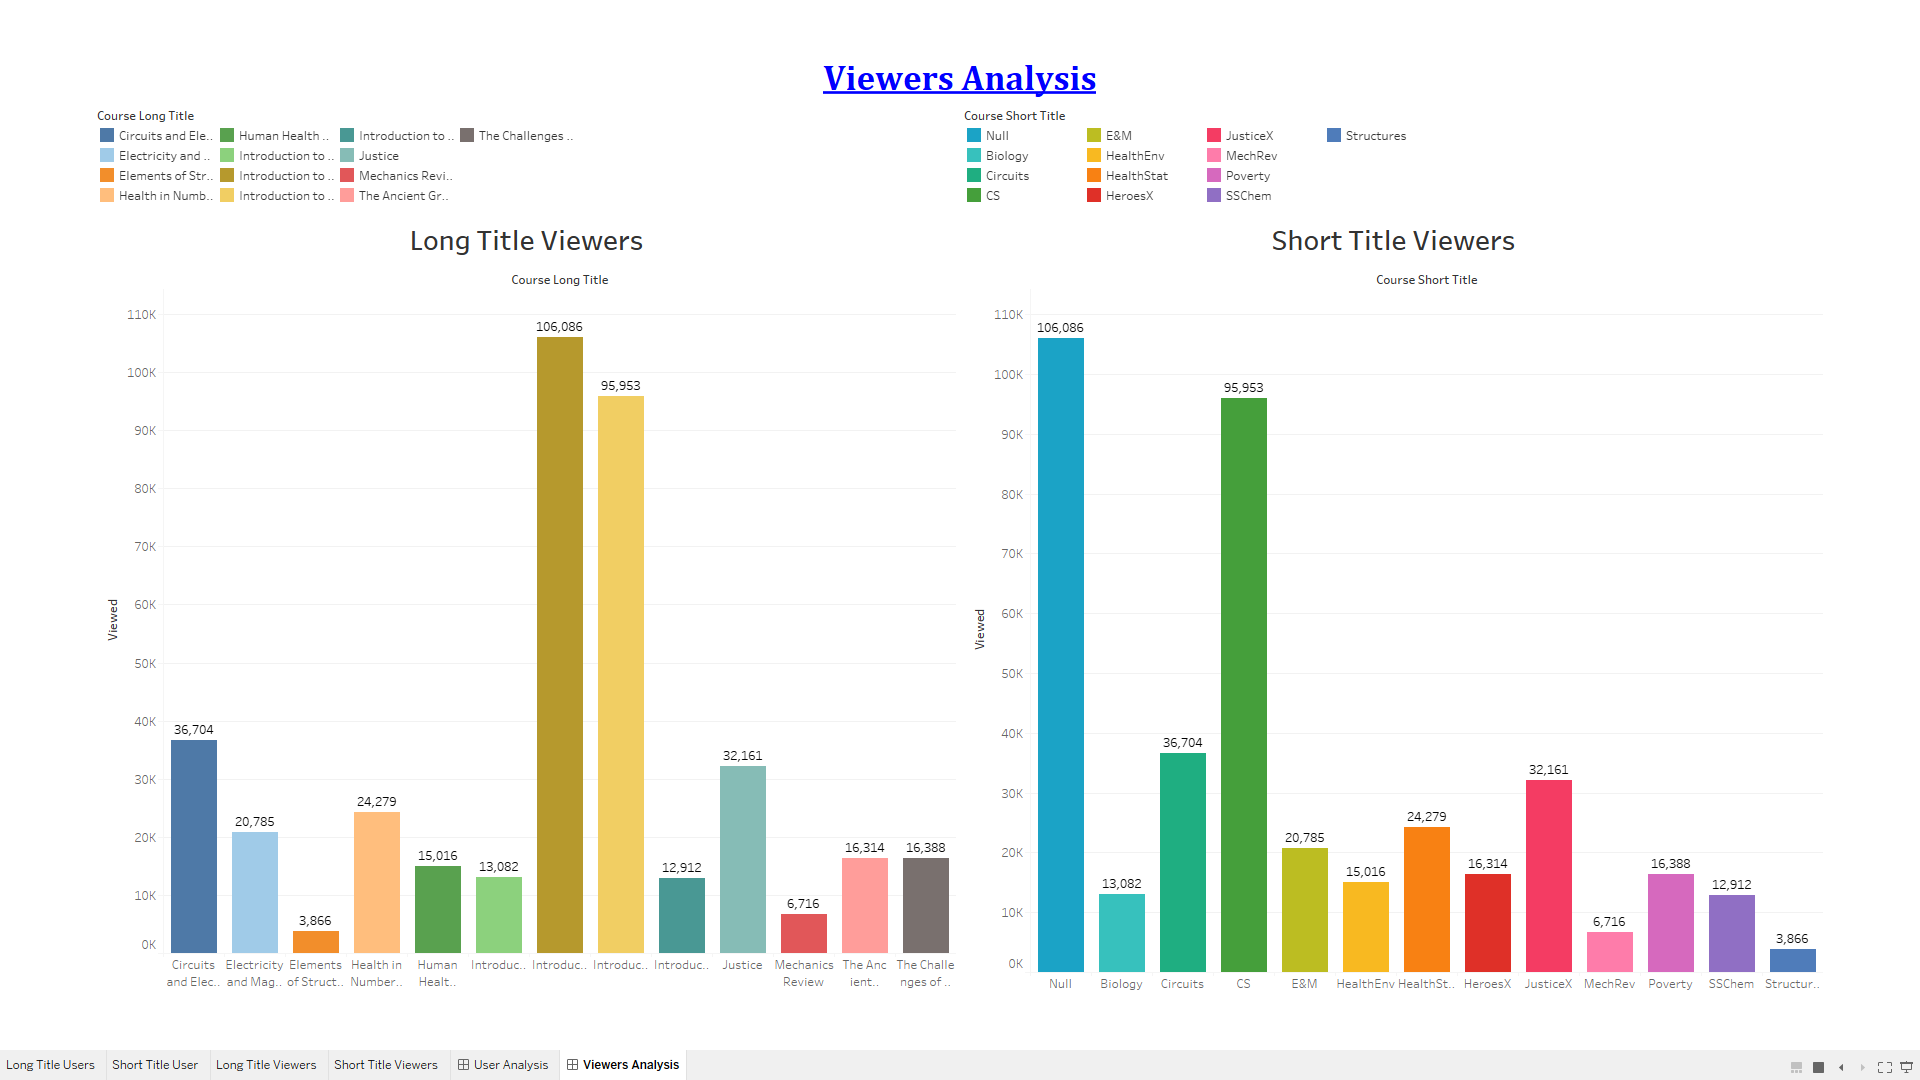 Viewers Analysis
Course Long Title
Circuits and Ele..
Human Health ..
Introduction to ..
The Challenges ..
Electricity and ..
Introduction to ..
Justice
Elements of Str..
Introduction to ..
Mechanics Revi..
Health in Numb..
Introduction to ..
The Ancient Gr..
Course Short Title
Null
E&M
JusticeX
Structures
Biology
HealthEnv
MechRev
Circuits
HealthStat
Poverty
CS
HeroesX
SSChem
Long Title Viewers
Course Long Title
110K
100K
90K
80K
70K
60K
50K
40K
30K
20K
10K
0K
Viewed
36,704
20,785
3,866
24,279
15,016
13,082
106,086
95,953
12,912
32,161
6,716
16,314
16,388
Circuits
and Elec..
Electricity
and Mag..
Elements
of Struct..
Health in
Number..
Human
Healt..
Introduc..
Introduc..
Introduc..
Introduc..
Justice
Mechanics
Review
The Anc
ient..
The Challe
nges of ..
Short Title Viewers
Course Short Title
110K
100K
90K
80K
70K
60K
50K
40K
30K
20K
10K
0K
Viewed
106,086
13,082
36,704
95,953
20,785
15,016
24,279
16,314
32,161
6,716
16,388
12,912
3,866
Null
Biology
Circuits
CS
E&M
HealthEnv
HealthSt..
HeroesX
JusticeX
MechRev
Poverty
SSChem
Structur..
Long Title Users
Short Title User
Long Title Viewers
Short Title Viewers
User Analysis
Viewers Analysis